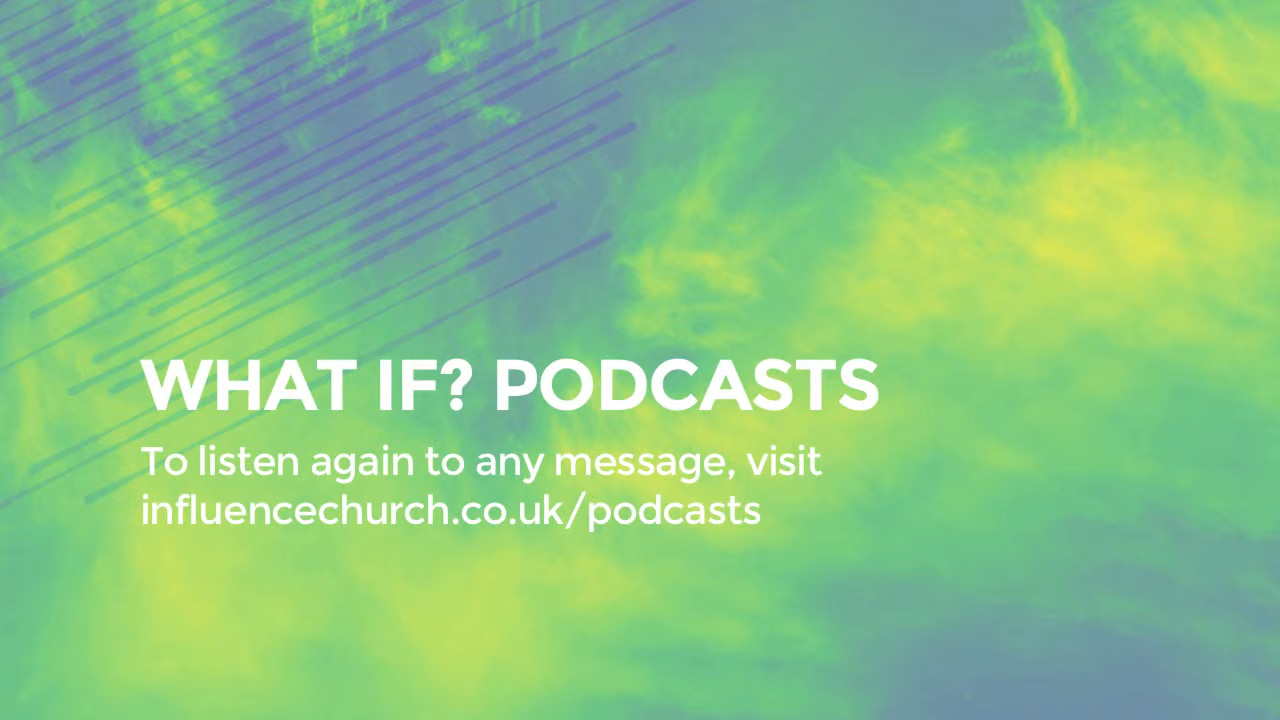 WHAT IF? PODCASTS
To listen again to any message, visit
influencechurch.co.uk/podcasts